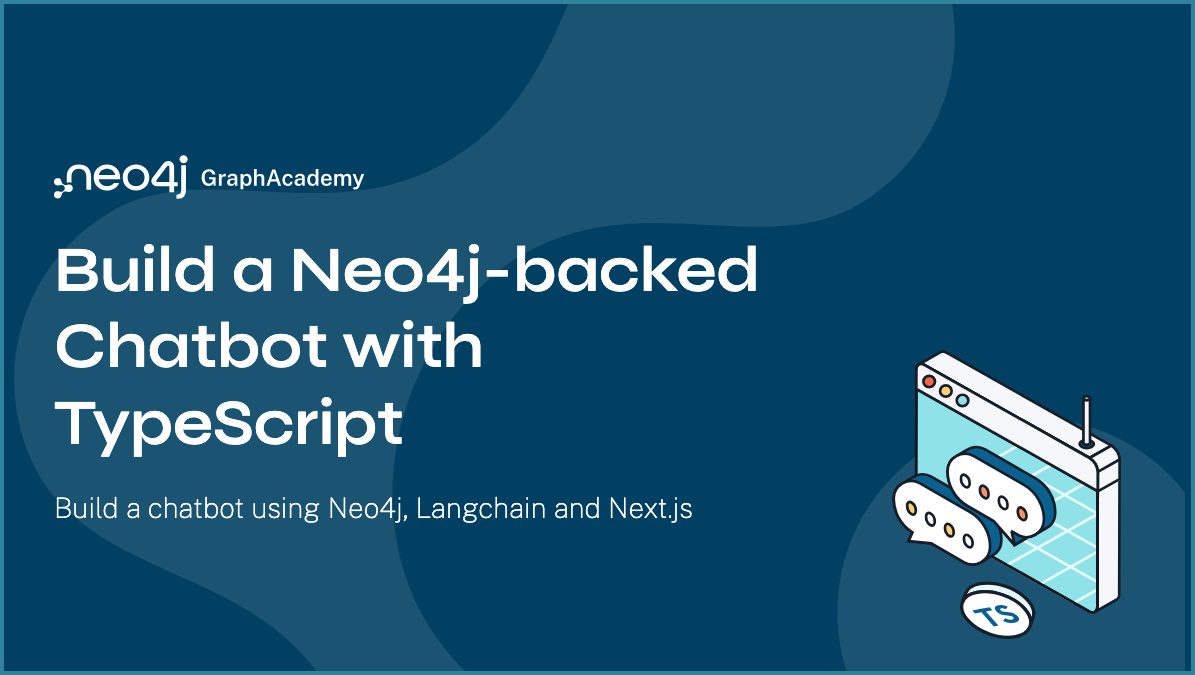 neo4j GraphAcademy
Build a Neo4j-backed
Chatbot with
TypeScript
Build a chatbot using Neo4j, Langchain and Next.js
TS